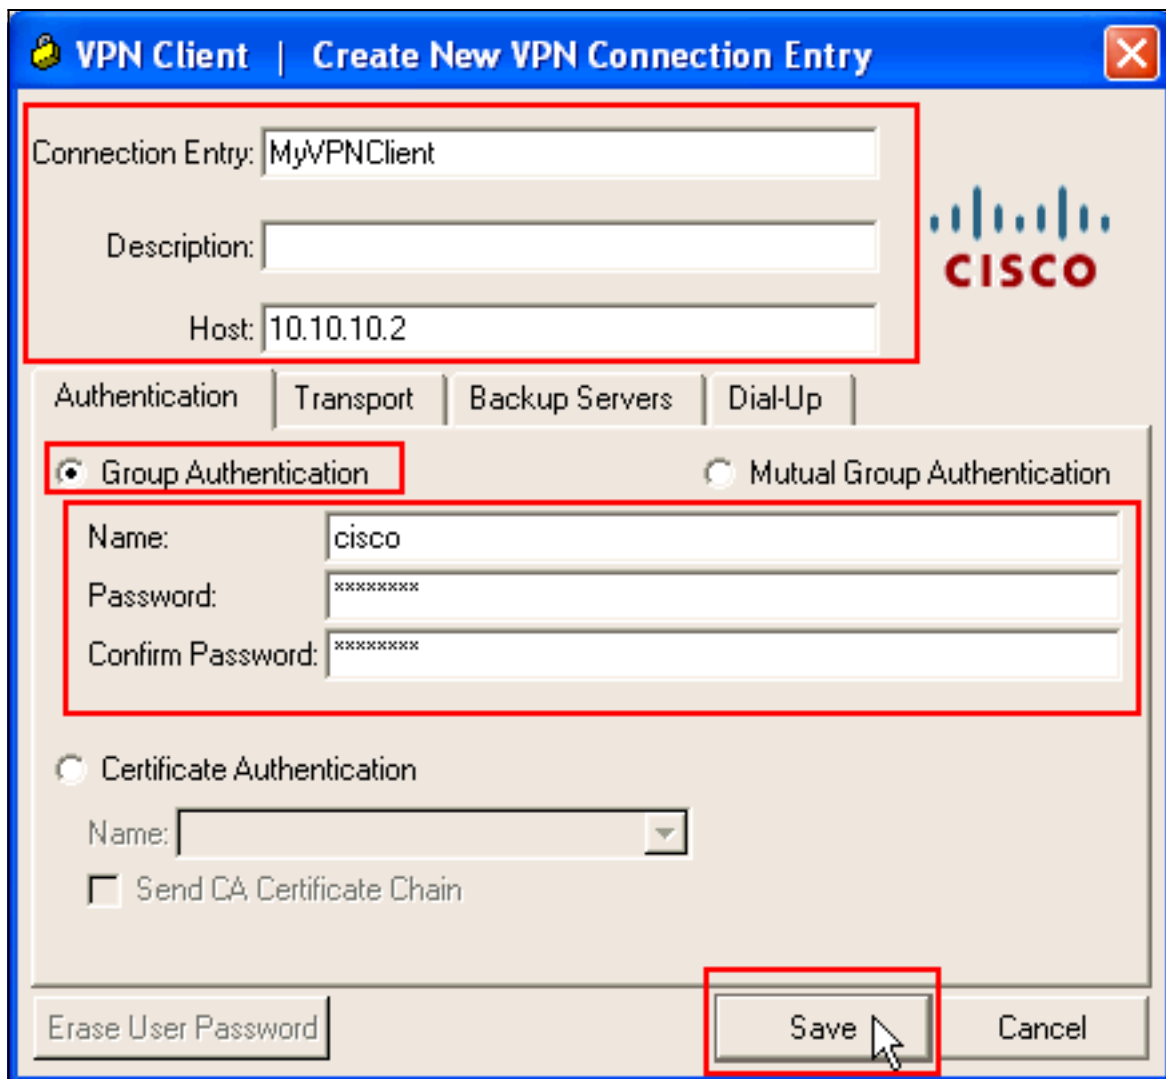 VPN Client | Create New VPN Connection Entry
Connection Entry: MyVPNClient
CISCO
Description:
Host: 10.10.10.2
Authentication Transport Backup Servers Dial-Up
Group Authentication Mutual Group Authentication
Name: cisco
Password: ********
Confirm Password: ********
Certificate Authentication
Name:
Send CA Certificate Chain
Erase User Password Save Cancel